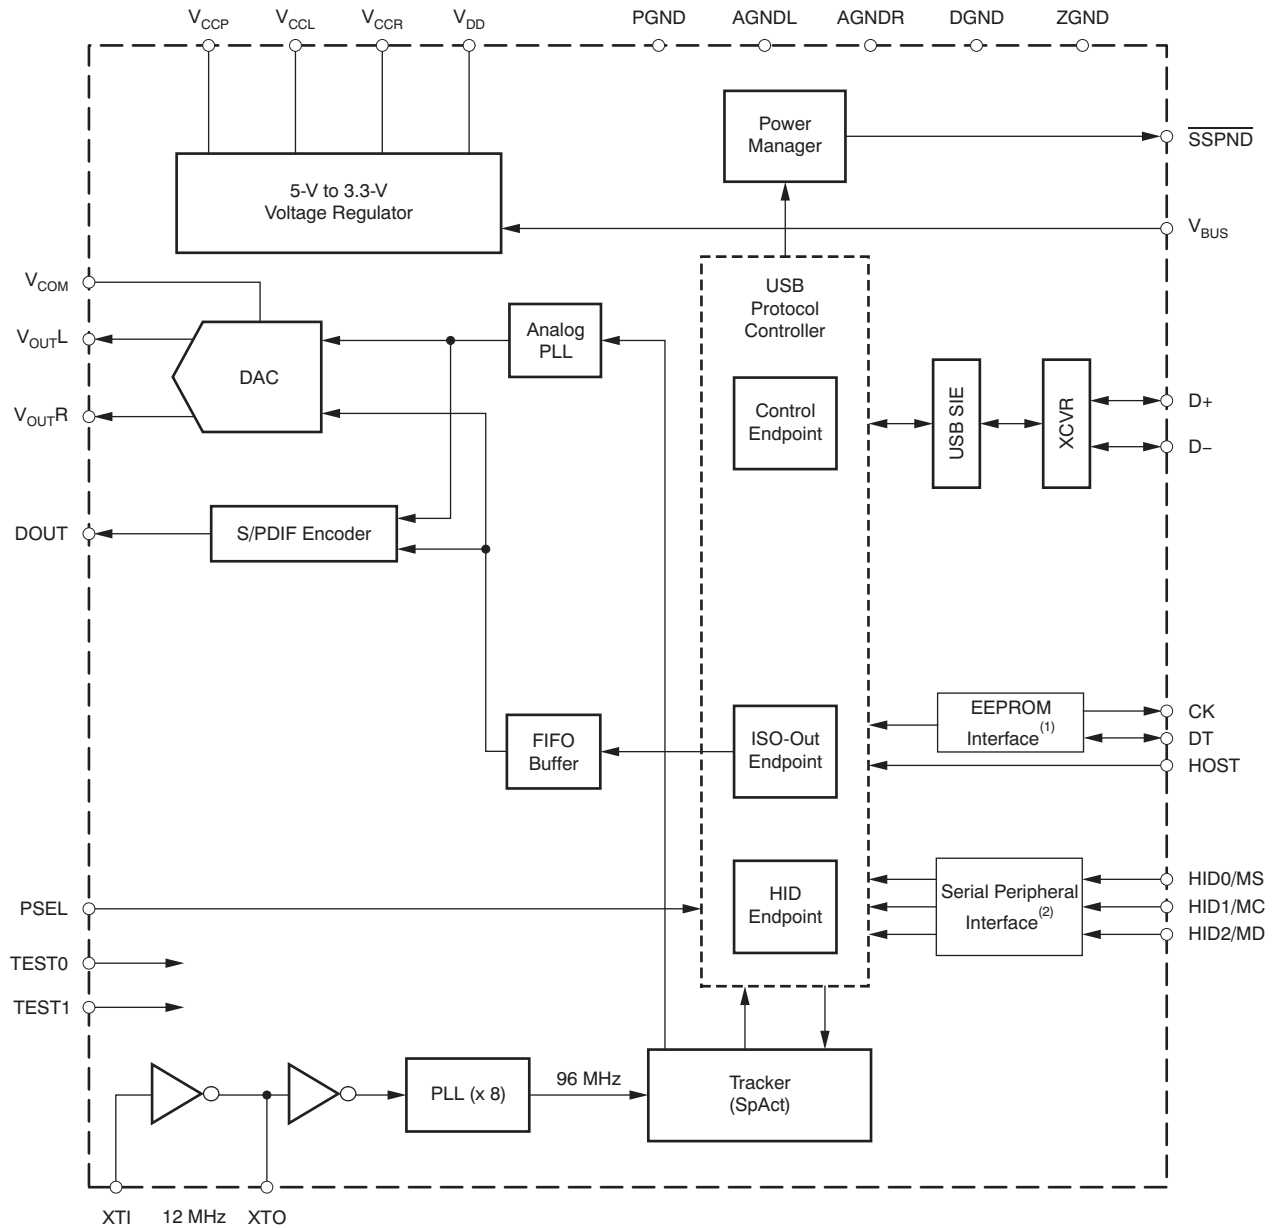 VCCP VCCL VCCR VDD PGND AGNDL AGNDR DGND ZGND
Power
Manager
SSPND
5-V to 3.3-V
Voltage Regulator
VBUS
VCOM
USB
Protocol
Controller
VOUTL
Analog
PLL
DAC
VOUTR
Control
Endpoint
USB SIE
XCVR
D+
D−
DOUT
S/PDIF Encoder
EEPROM
Interface(1)
CK
DT
HOST
FIFO
Buffer
ISO-Out
Endpoint
PSEL
HID
Endpoint
Serial Peripheral
Interface(2)
HID0/MS
HID1/MC
HID2/MD
TEST0
TEST1
PLL (x 8)
96 MHz
Tracker
(SpAct)
XTI 12 MHz XTO